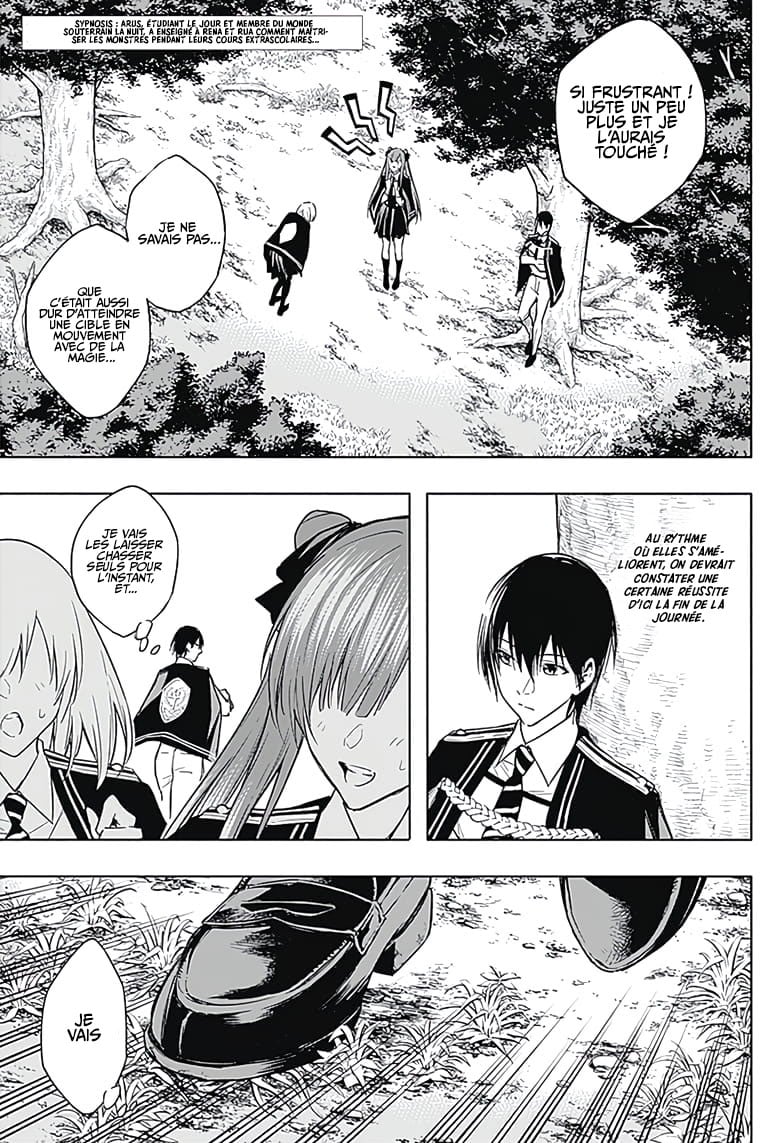 SYPNOSIS : ARUS, ÉTUDIANT LE JOUR ET MEMBRE DU MONDE
SOUTERRAIN LA NUIT, A ENSEIGNÉ À RENA ET RUA COMMENT MAÎTRI-
SER LES MONSTRES PENDANT LEURS COURS EXTRASCOLAIRES...
SI FRUSTRANT !
JUSTE UN PEU
PLUS ET JE
L'AURAIS
TOUCHÉ !
JE NE
SAVAIS PAS...
QUE
C'ÉTAIT AUSSI
DUR D'ATTEINDRE
UNE CIBLE EN
MOUVEMENT
AVEC DE LA
MAGIE...
AU RYTHME
OÙ ELLES S'AMÉ-
LIORENT, ON DEVRAIT
CONSTATER UNE
CERTAINE RÉUSSITE
D'ICI LA FIN DE LA
JOURNÉE.
JE VAIS
LES LAISSER
CHASSER
SEULS POUR
L'INSTANT,
ET...
JE
VAIS